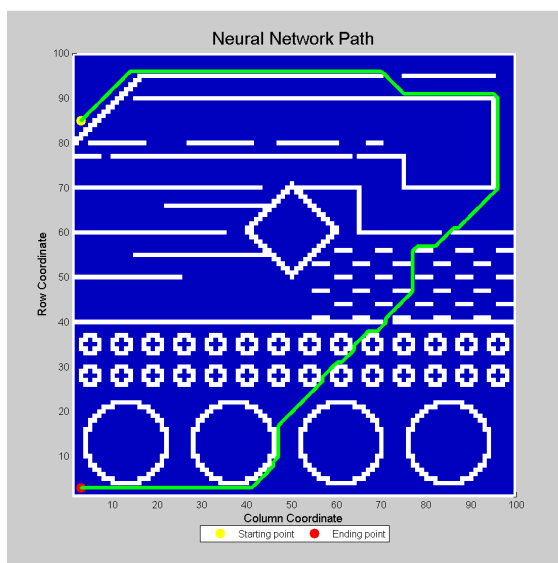 Neural Network Path
100
90
80
70
60
50
40
30
20
10
Row Coordinate
10 20 30 40 50 60 70 80 90 100
Column Coordinate
Starting point Ending point